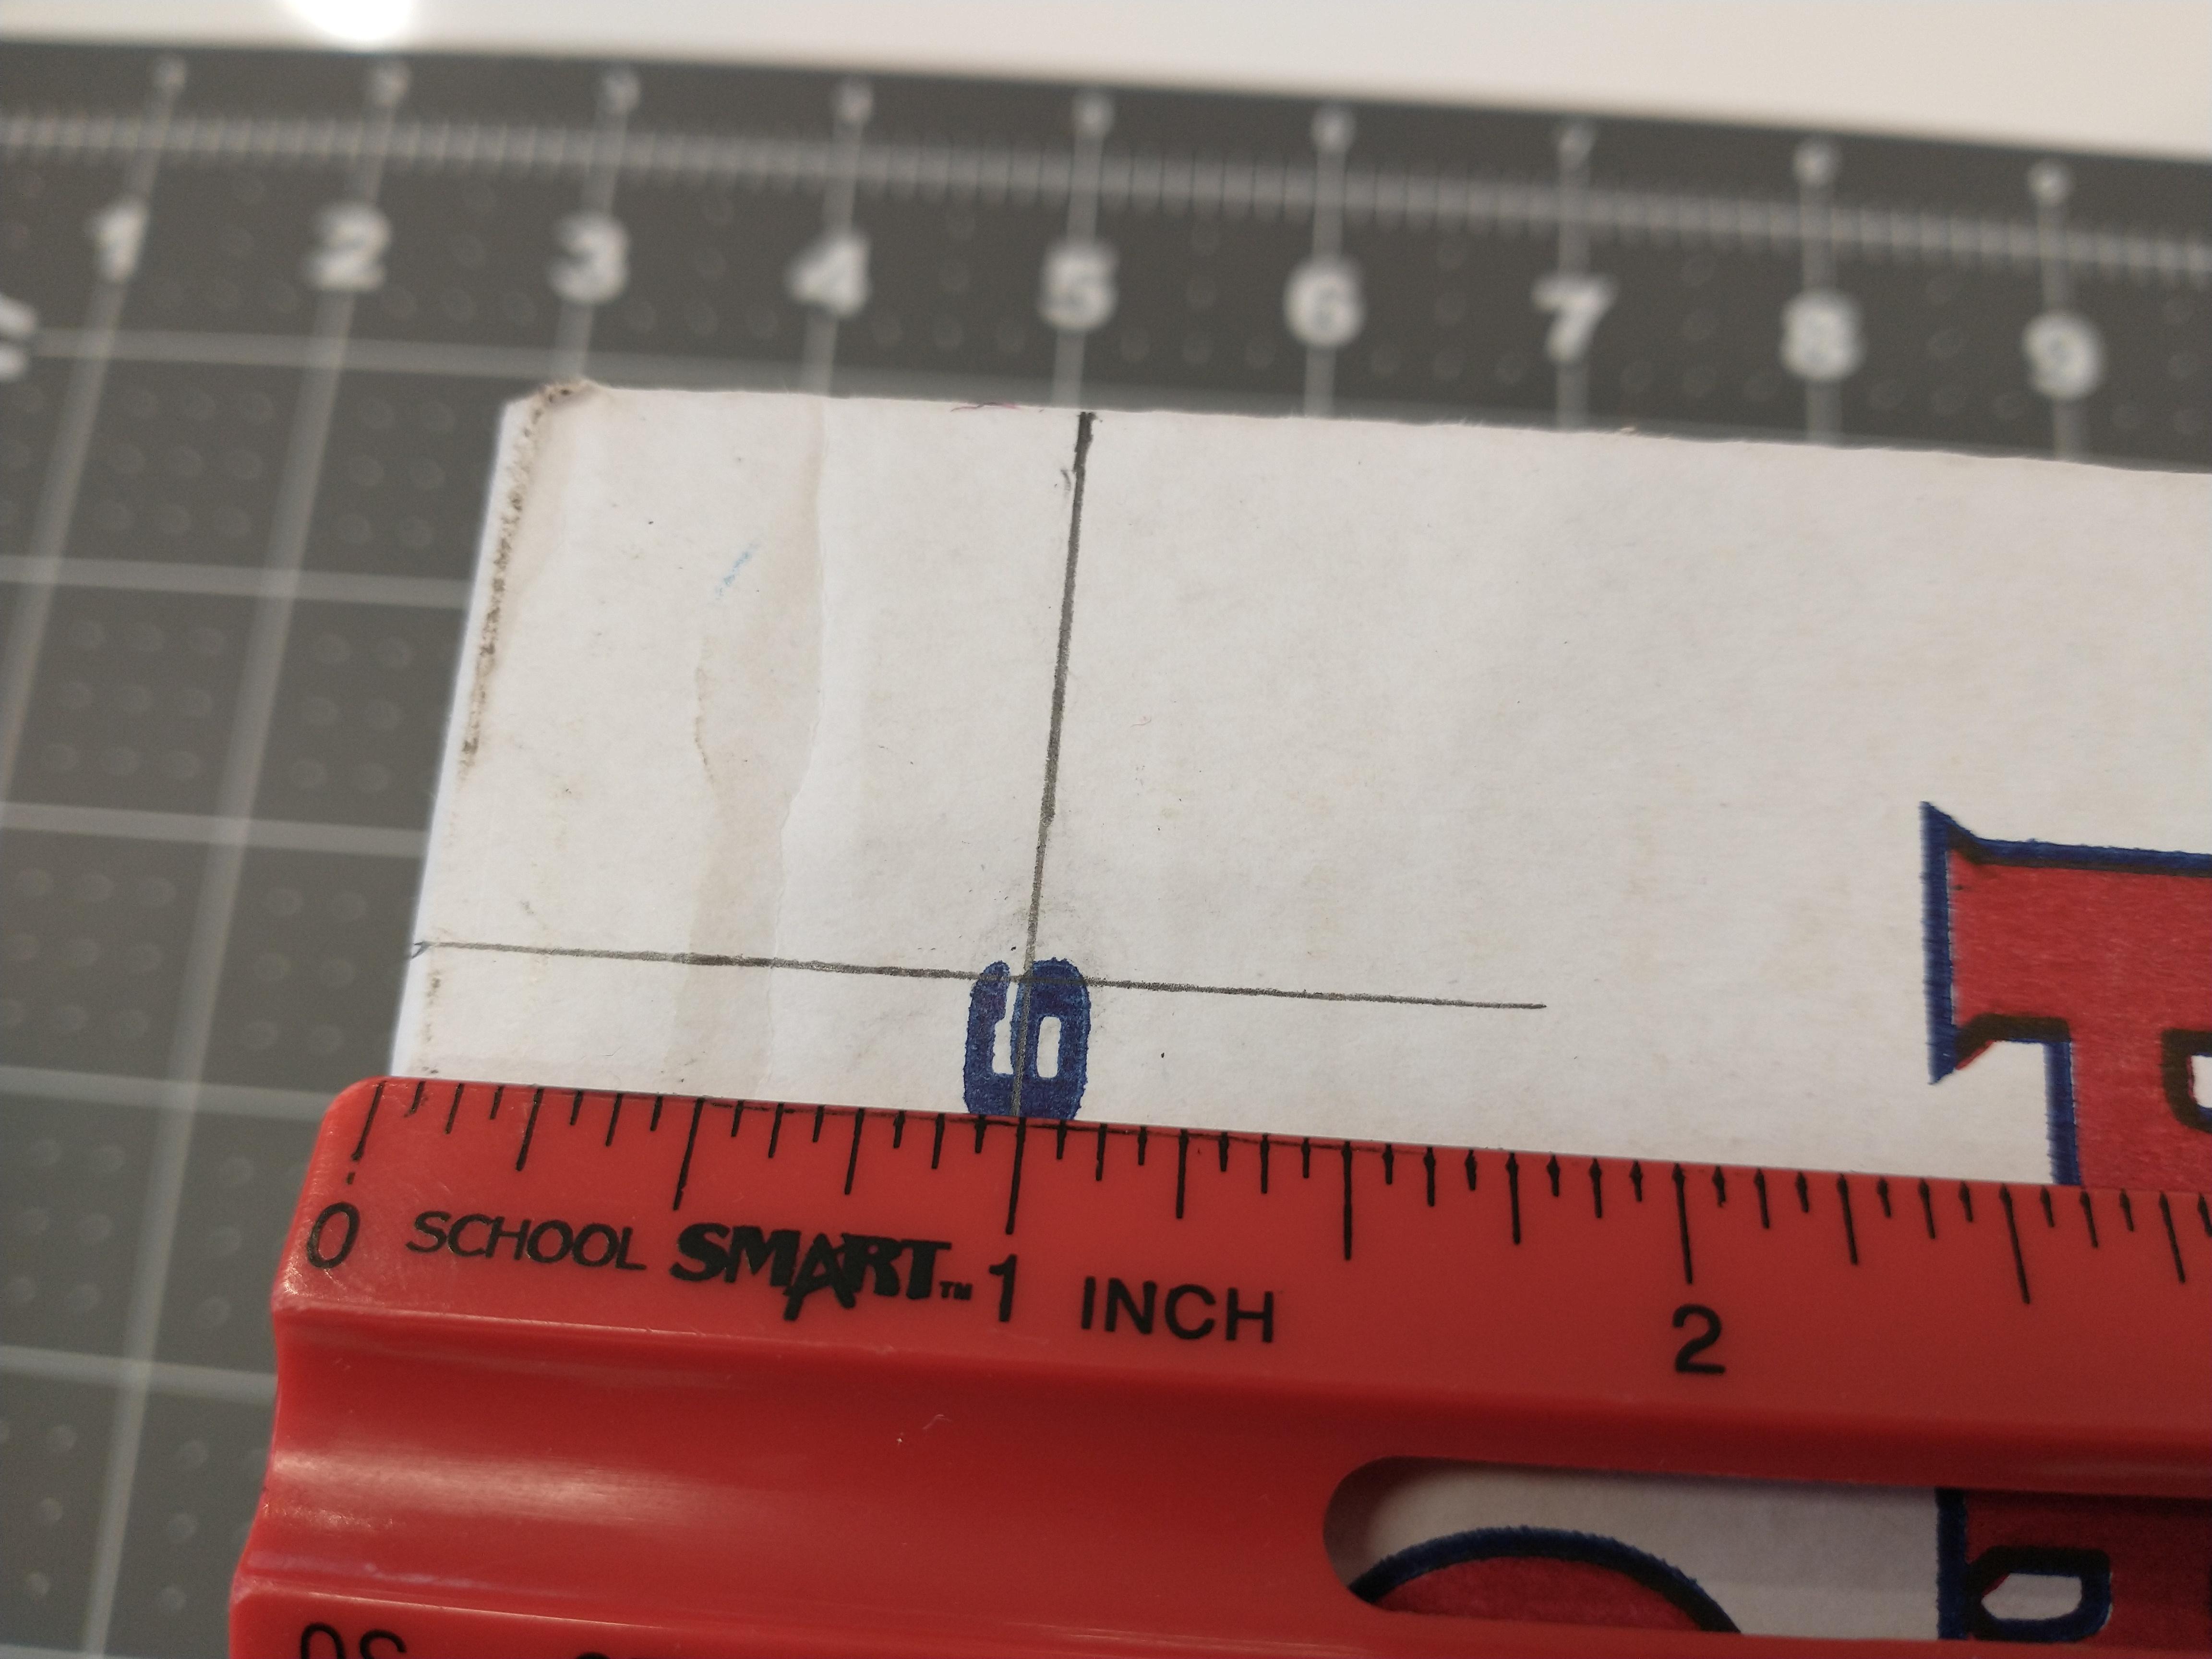 1 2 3 4 5 6 7 8 9
0 SCHOOL SMART™ 1 INCH 2